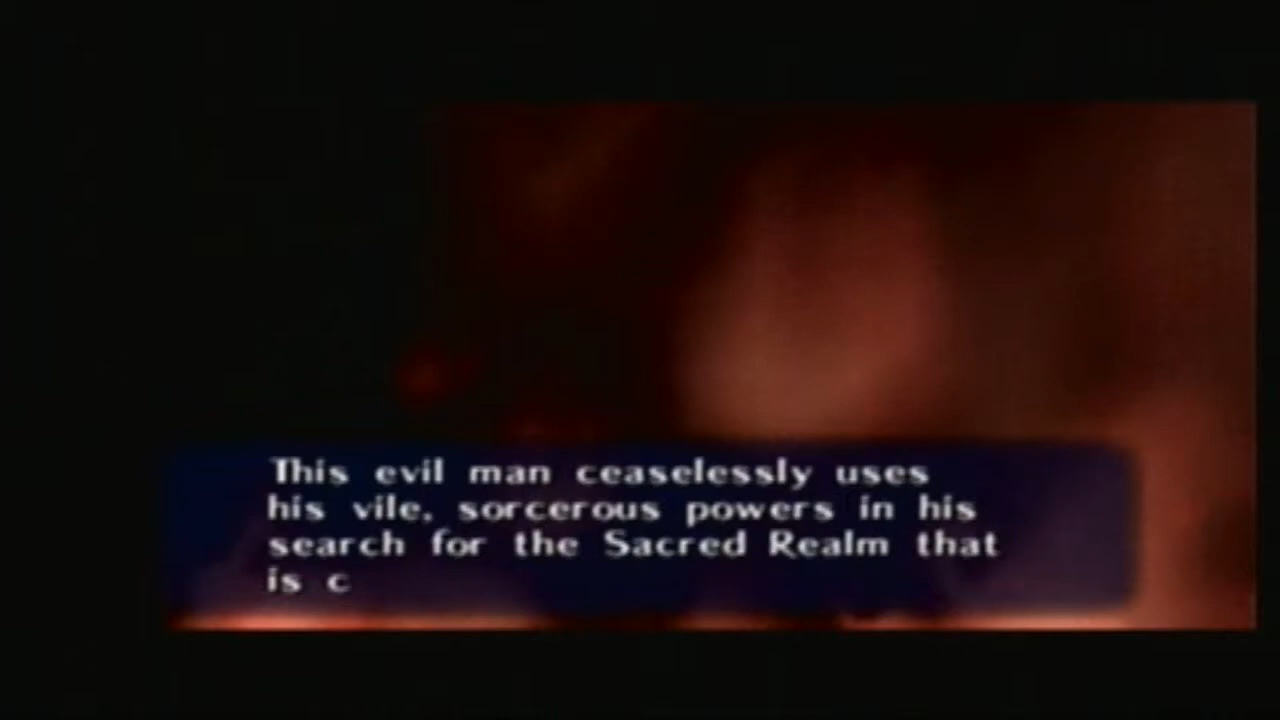 This evil man ceaselessly uses
his vile, sorcerous powers in his
search for the Sacred Realm that
is c